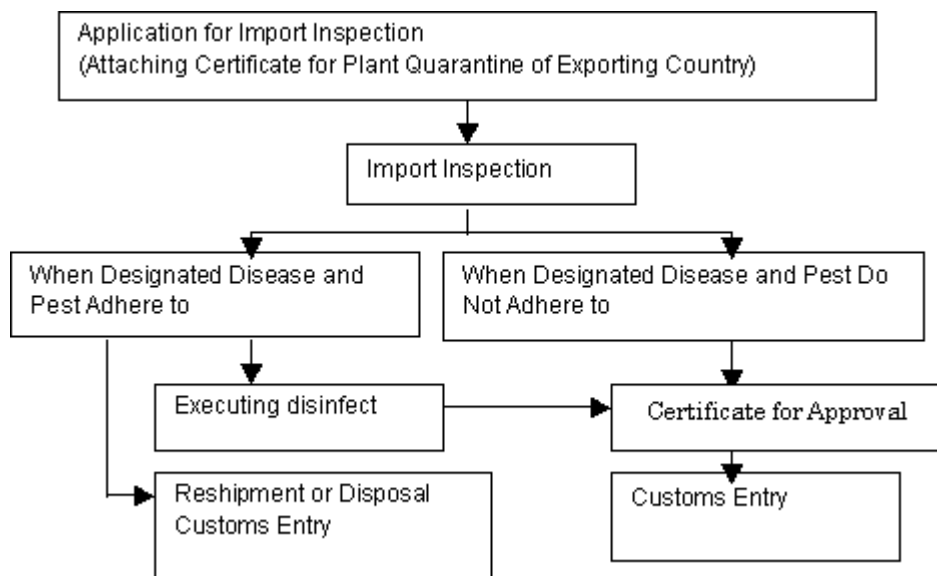 Application for Import Inspection
(Attaching Certificate for Plant Quarantine of Exporting Country)
Import Inspection
When Designated Disease and
Pest Adhere to
When Designated Disease and Pest Do
Not Adhere to
Executing disinfect
Certificate for Approval
Reshipment or Disposal
Customs Entry
Customs Entry